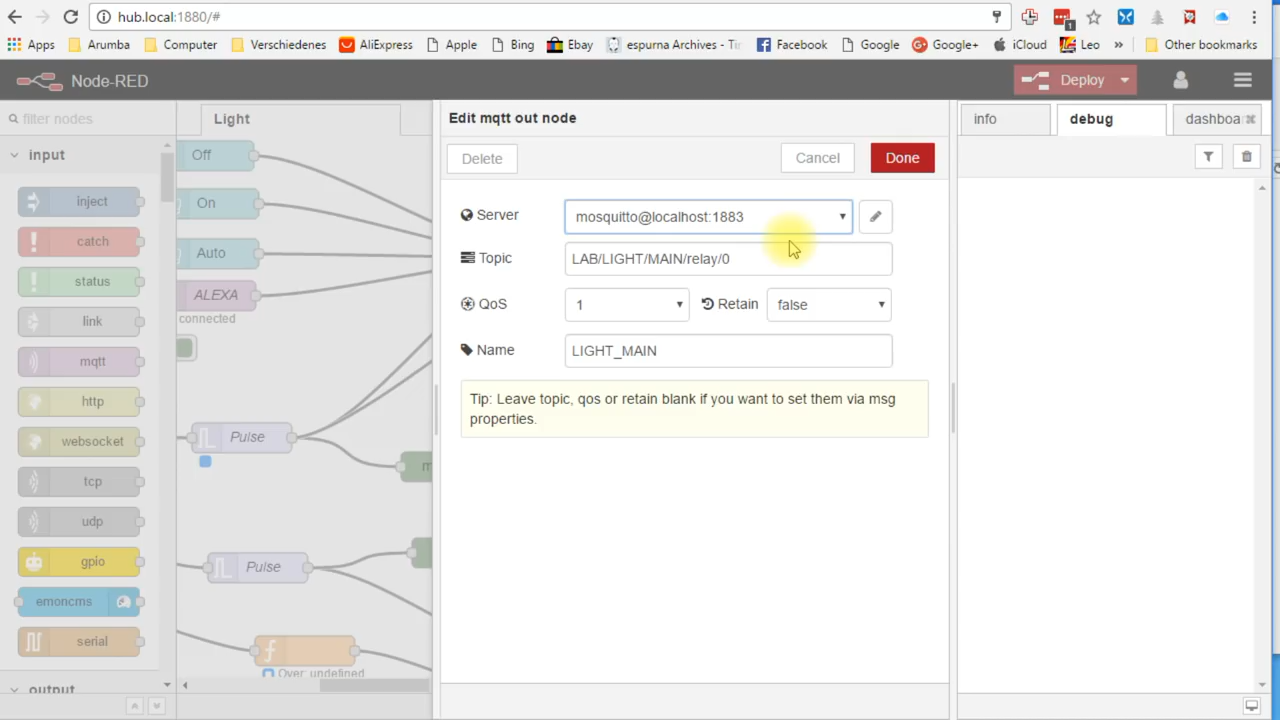 hub.local:1880/#
1
Apps
Arumba
Computer
Verschiedenes
AliExpress
Apple
Bing
Ebay
espurna Archives - Ti
Facebook
Google
Google+
iCloud
Leo
»
Other bookmarks
Node-RED
Deploy
filter nodes
Light
Edit mqtt out node
info
debug
dashboa
input
Off
Delete
Cancel
Done
inject
On
Server
mosquitto@localhost:1883
catch
Auto
Topic
LAB/LIGHT/MAIN/relay/0
status
ALEXA
connected
QoS
1
Retain
false
link
mqtt
Name
LIGHT_MAIN
http
Tip: Leave topic, qos or retain blank if you want to set them via msg
properties.
websocket
Pulse
m
tcp
udp
gpio
Pulse
emoncms
serial
f
Over: undefined
output